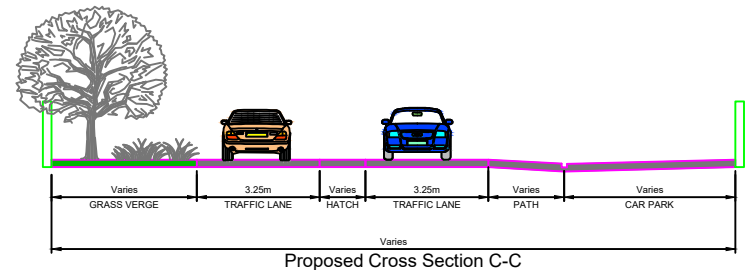 Varies 3.25m Varies 3.25m Varies Varies
GRASS VERGE TRAFFIC LANE HATCH TRAFFIC LANE PATH CAR PARK
Varies
Proposed Cross Section C-C